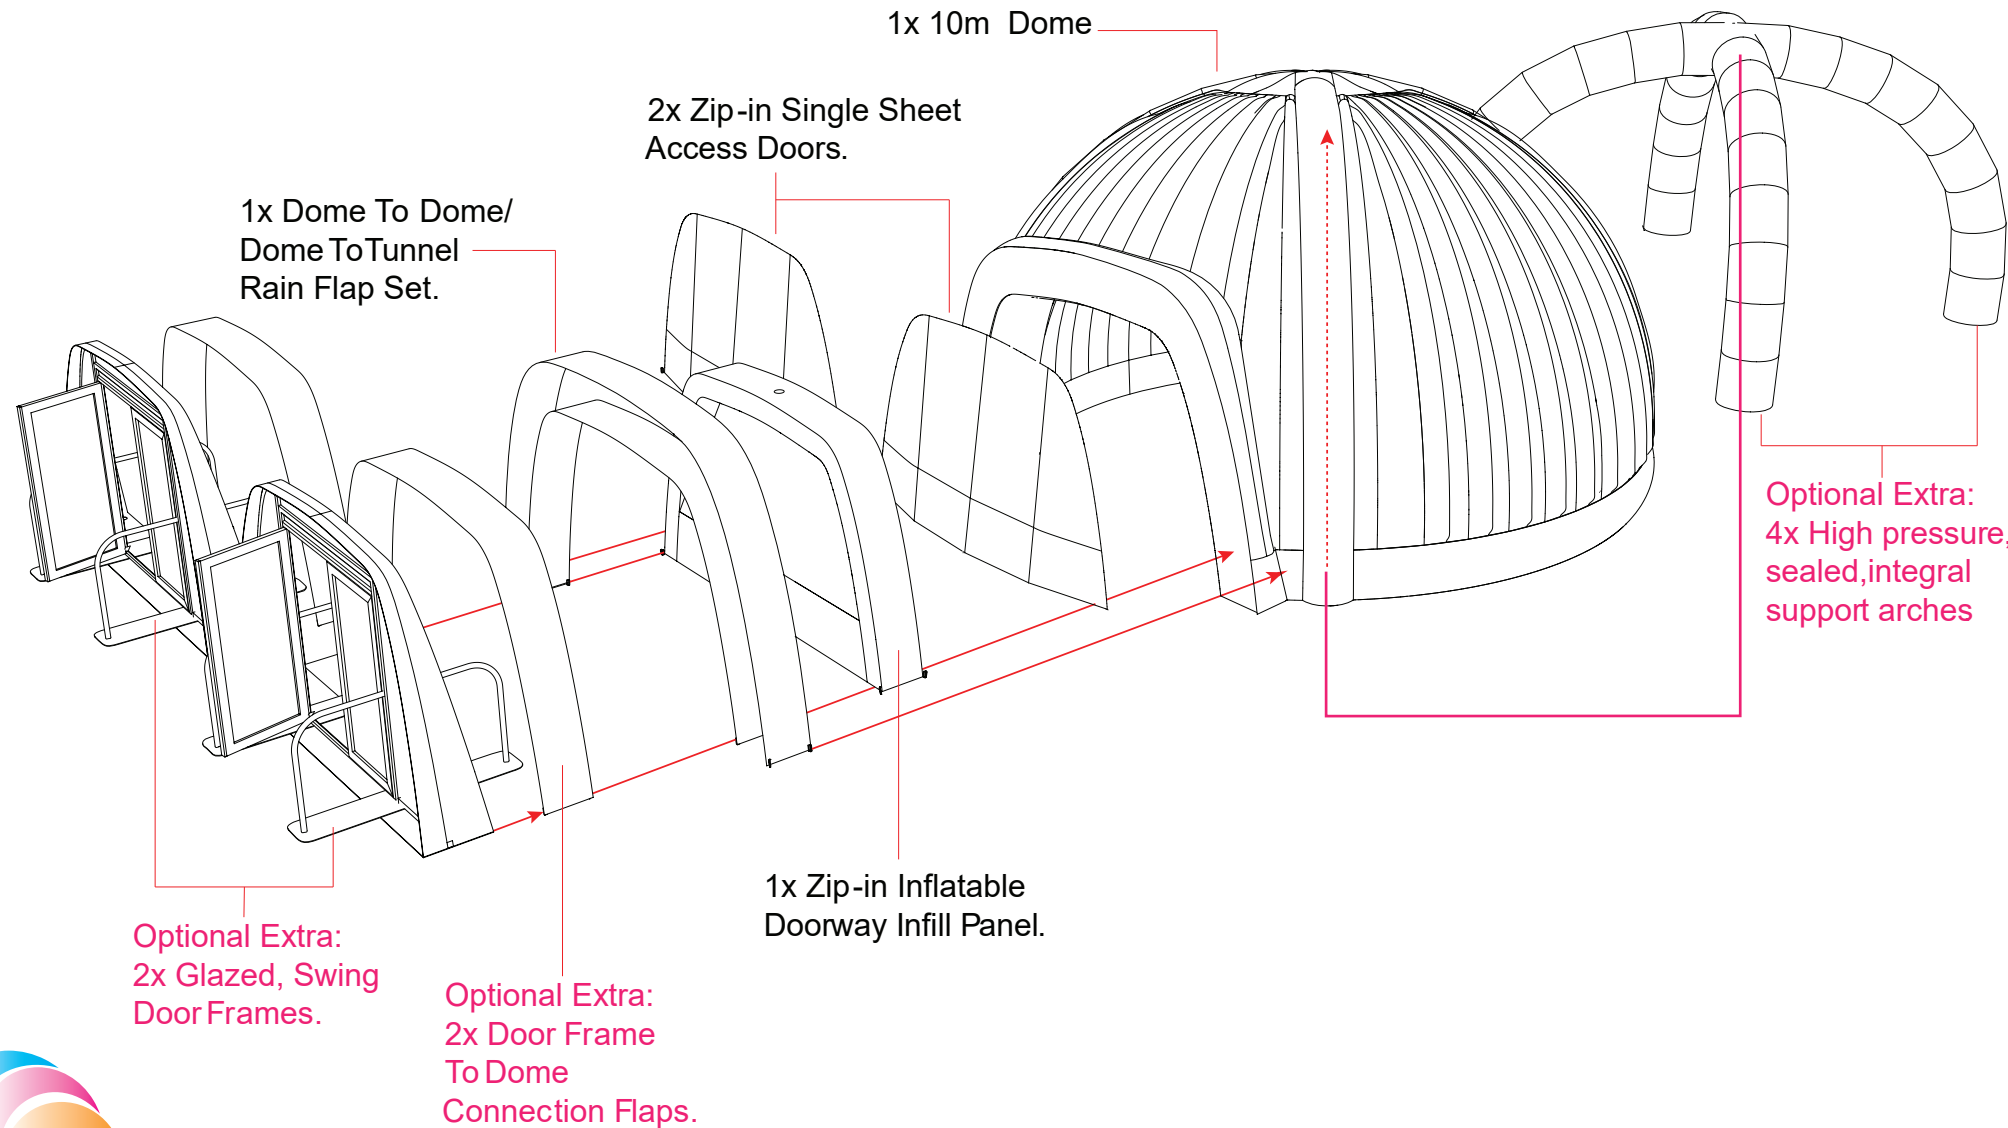 1x 10m Dome
2x Zip-in Single Sheet
Access Doors.
1x Dome To Dome/
Dome To Tunnel
Rain Flap Set.
Optional Extra:
4x High pressure,
sealed,integral
support arches
1x Zip-in Inflatable
Doorway Infill Panel.
Optional Extra:
2x Glazed, Swing
Door Frames.
Optional Extra:
2x Door Frame
To Dome
Connection Flaps.